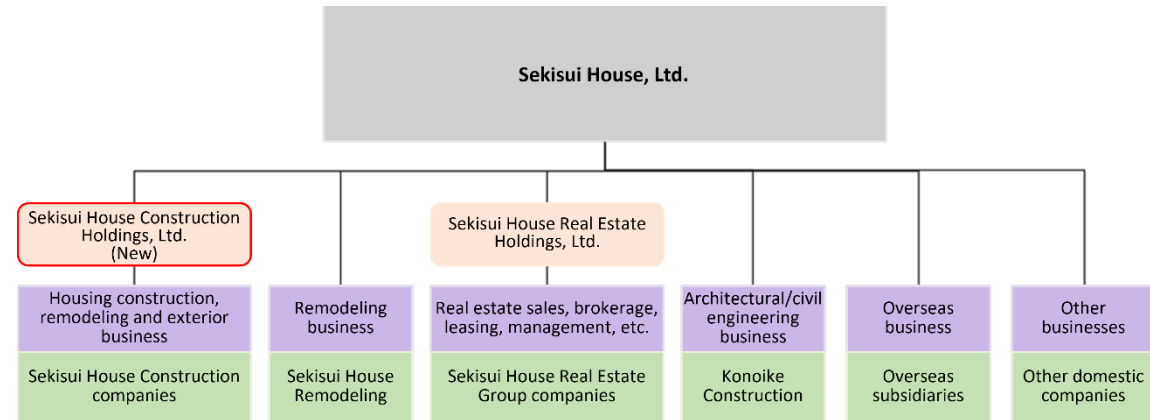 Sekisui House, Ltd.
Sekisui House Construction
Holdings, Ltd.
(New)
Sekisui House Real Estate
Holdings, Ltd.
Housing construction,
remodeling and exterior
business
Remodeling
business
Real estate sales, brokerage,
leasing, management, etc.
Architectural/civil
engineering
business
Overseas
business
Other
businesses
Sekisui House Construction
companies
Sekisui House
Remodeling
Sekisui House Real Estate
Group companies
Konoike
Construction
Overseas
subsidiaries
Other domestic
companies